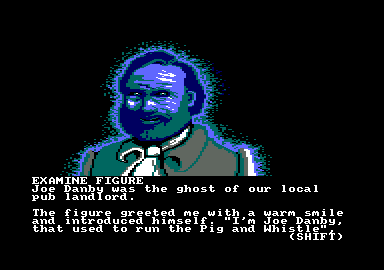 EXAMINE FIGURE
Joe Danby was the ghost of our local
pub landlord.
The figure greeted me with a warm smile
and introduced himself. "I'm Joe Danby,
that used to run the Pig and Whistle".
(SHIFT)